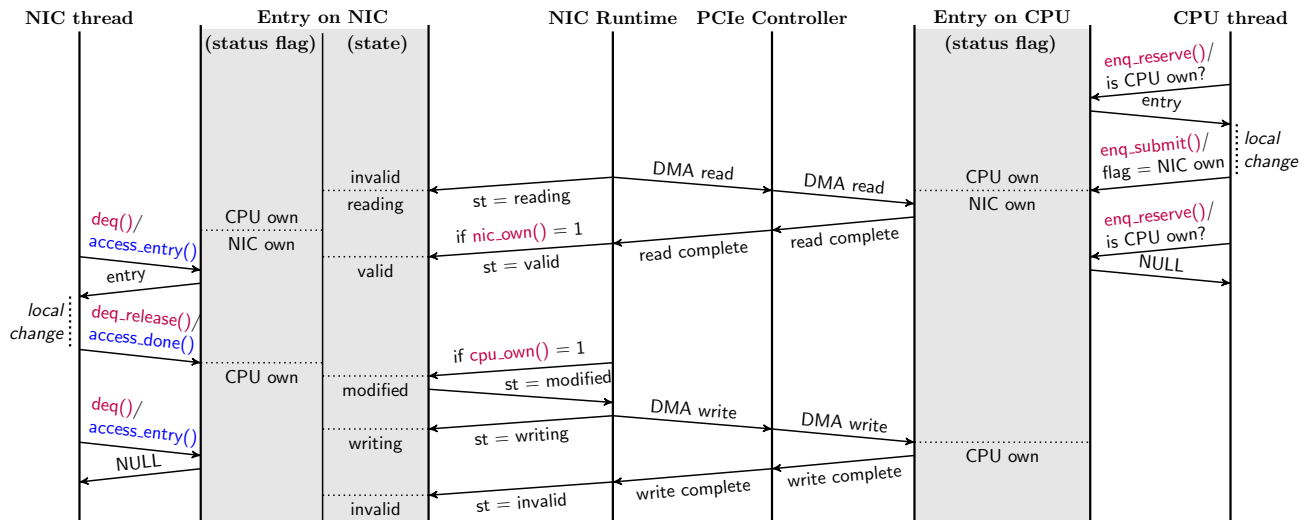 NIC thread
Entry on NIC
NIC Runtime
PCIe Controller
Entry on CPU
CPU thread
(status flag)
(state)
(status flag)
enq_reserve()/
is CPU own?
entry
local
change
enq_submit()/
flag = NIC own
invalid
reading
st = reading
DMA read
DMA read
CPU own
NIC own
deq()/
access_entry()
entry
CPU own
NIC own
if nic_own() = 1
st = valid
valid
read complete
read complete
enq_reserve()/
is CPU own?
NULL
local
change
deq_release()/
access_done()
CPU own
if cpu_own() = 1
st = modified
modified
deq()/
access_entry()
NULL
writing
st = writing
DMA write
DMA write
CPU own
invalid
st = invalid
write complete
write complete